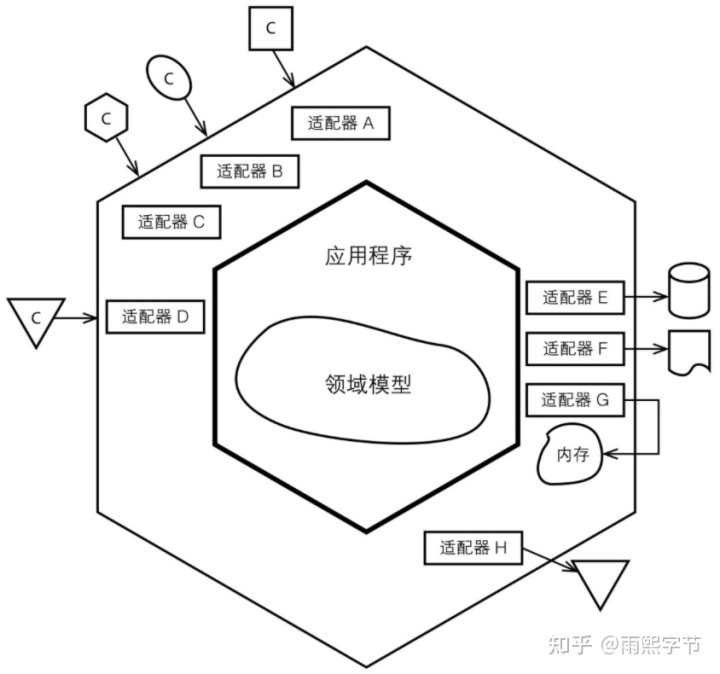 C
C
C
适配器 A
适配器 B
适配器 C
应用程序
C
适配器 D
适配器 E
适配器 F
领域模型
适配器 G
内存
适配器 H
知乎 @雨熙字节